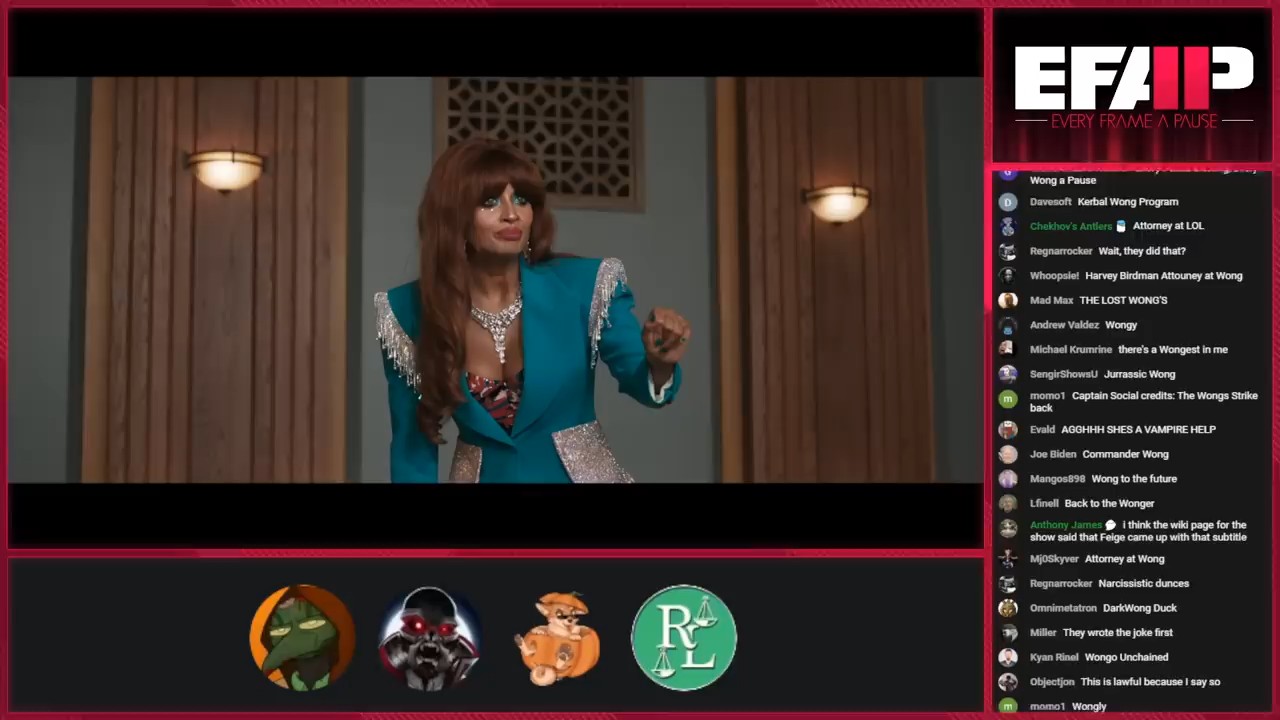 EFAP
EVERY FRAME A PAUSE
Wong a Pause
Davesoft Kerbal Wong Program
Chekhov's Antlers Attorney at LOL
Regnarrocker Wait, they did that?
Whoopsie! Harvey Birdman Attouney at Wong
Mad Max THE LOST WONG'S
Andrew Valdez Wongy
Michael Krumrine there's a Wongest in me
SengirShowsU Jurrassic Wong
momo1 Captain Social credits: The Wongs Strike
back
Evald AGGHHH SHES A VAMPIRE HELP
Joe Biden Commander Wong
Mangos898 Wong to the future
Lfinell Back to the Wonger
Anthony James i think the wiki page for the
show said that Feige came up with that subtitle
Mj0Skyver Attorney at Wong
Regnarrocker Narcissistic dunces
Omnimetatron DarkWong Duck
Miller They wrote the joke first
Kyan Rinel Wongo Unchained
Objectjon This is lawful because I say so
momo1 Wongly
D
m
m
RL